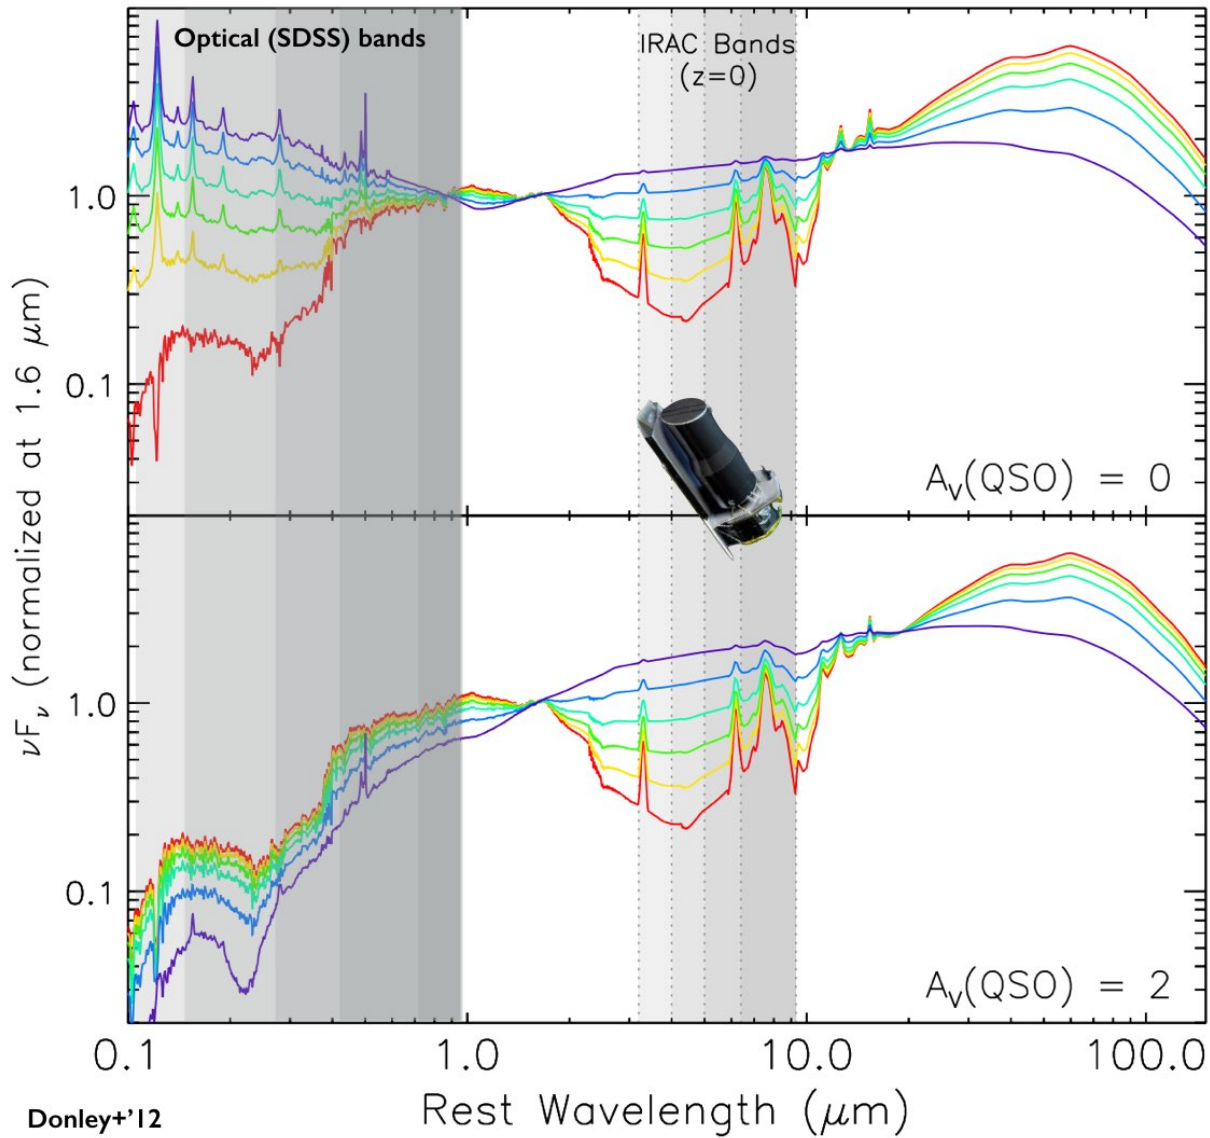 Optical (SDSS) bands
IRAC Bands
(z=0)
1.0
0.1
A_V(QSO) = 0
νF_ν (normalized at 1.6 μm)
1.0
0.1
A_V(QSO) = 2
0.1 1.0 10.0 100.0
Rest Wavelength (μm)
Donley+'12